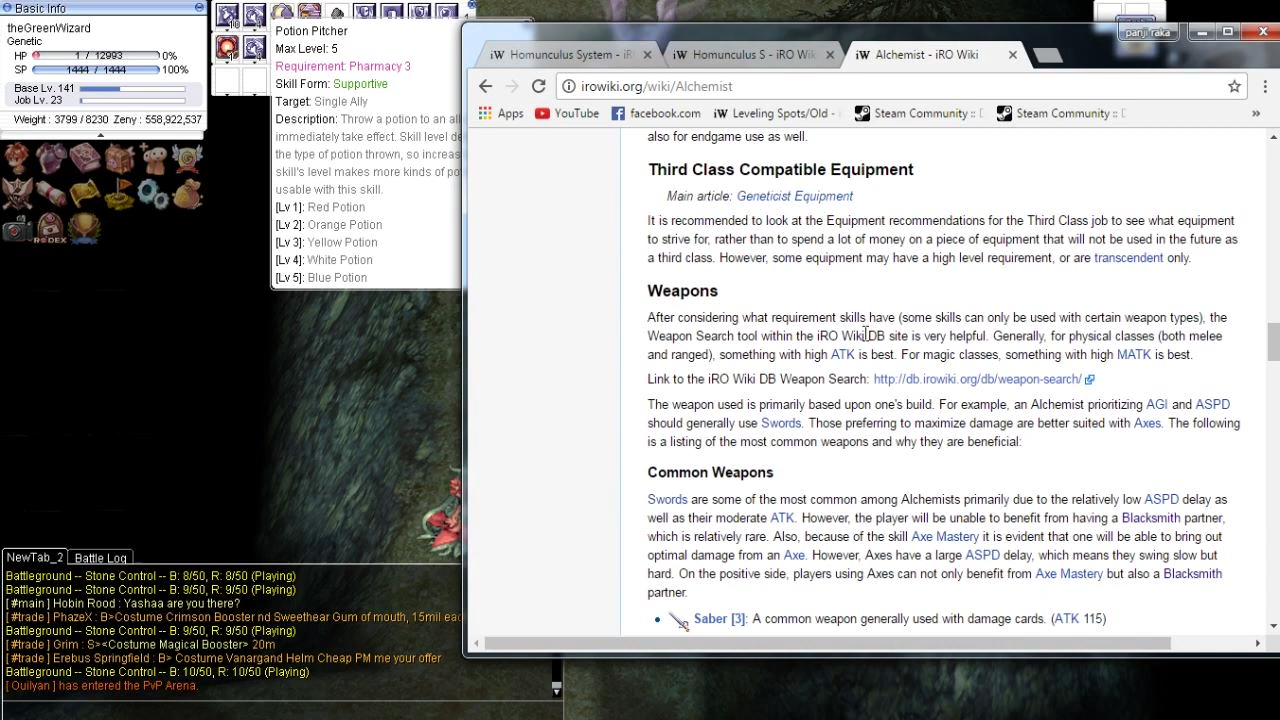 Basic Info
theGreenWizard
Genetic
HP 1 / 12993 0%
SP 1444 / 1444 100%
Base Lv. 141
Job Lv. 23
Weight : 3799 / 8230 Zeny : 558,922,537
RODEX
Potion Pitcher
Max Level: 5
Requirement: Pharmacy 3
Skill Form: Supportive
Target: Single Ally
Description: Throw a potion to an all
immediately take effect. Skill level de
the type of potion thrown, so increas
skill's level makes more kinds of po
usable with this skill.
[Lv 1]: Red Potion
[Lv 2]: Orange Potion
[Lv 3]: Yellow Potion
[Lv 4]: White Potion
[Lv 5]: Blue Potion
panji raka
Homunculus System - iR
Homunculus S - iRO Wik
Alchemist - iRO Wiki
irowiki.org/wiki/Alchemist
Apps
YouTube
facebook.com
iW Leveling Spots/Old -
Steam Community :: [
Steam Community :: [
also for endgame use as well.
Third Class Compatible Equipment
Main article: Geneticist Equipment
It is recommended to look at the Equipment recommendations for the Third Class job to see what equipment
to strive for, rather than to spend a lot of money on a piece of equipment that will not be used in the future as
a third class. However, some equipment may have a high level requirement, or are transcendent only.
Weapons
After considering what requirement skills have (some skills can only be used with certain weapon types), the
Weapon Search tool within the iRO Wiki DB site is very helpful. Generally, for physical classes (both melee
and ranged), something with high ATK is best. For magic classes, something with high MATK is best.
Link to the iRO Wiki DB Weapon Search: http://db.irowiki.org/db/weapon-search/
The weapon used is primarily based upon one's build. For example, an Alchemist prioritizing AGI and ASPD
should generally use Swords. Those preferring to maximize damage are better suited with Axes. The following
is a listing of the most common weapons and why they are beneficial:
Common Weapons
Swords are some of the most common among Alchemists primarily due to the relatively low ASPD delay as
well as their moderate ATK. However, the player will be unable to benefit from having a Blacksmith partner,
which is relatively rare. Also, because of the skill Axe Mastery it is evident that one will be able to bring out
optimal damage from an Axe. However, Axes have a large ASPD delay, which means they swing slow but
hard. On the positive side, players using Axes can not only benefit from Axe Mastery but also a Blacksmith
partner.
Saber [3]: A common weapon generally used with damage cards. (ATK 115)
NewTab_2 Battle Log
Battleground -- Stone Control -- B: 8/50, R: 8/50 (Playing)
Battleground -- Stone Control -- B: 9/50, R: 9/50 (Playing)
[ #main ] Hobin Rood : Yashaa are you there?
[ #trade ] PhazeX : B>Costume Crimson Booster nd Sweethear Gum of mouth, 15mil eac
Battleground -- Stone Control -- B: 9/50, R: 9/50 (Playing)
[ #trade ] Grim : S><Costume Magical Booster> 20m
[ #trade ] Erebus Springfield : B> Costume Vanargand Helm Cheap PM me your offer
Battleground -- Stone Control -- B: 10/50, R: 10/50 (Playing)
[ Ouilyan ] has entered the PvP Arena.